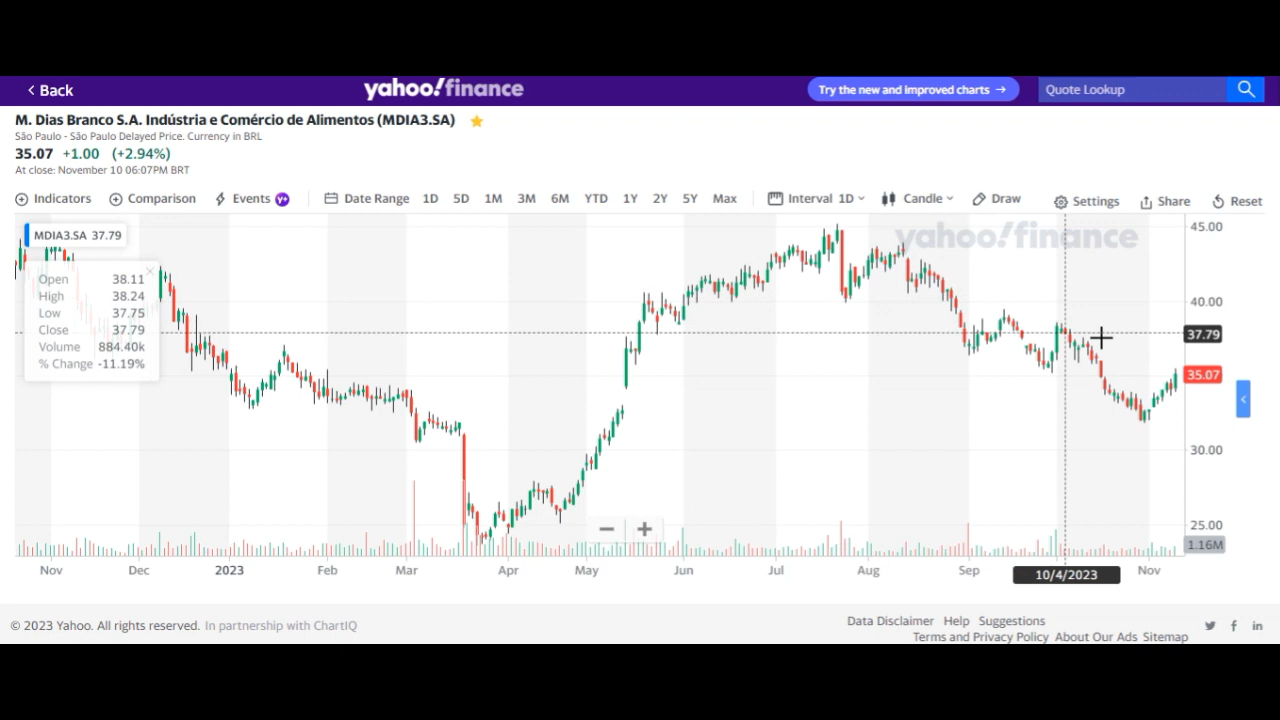 Back
yahoo!finance
Try the new and improved charts →
Quote Lookup
M. Dias Branco S.A. Indústria e Comércio de Alimentos (MDIA3.SA)
São Paulo - São Paulo Delayed Price. Currency in BRL
35.07 +1.00 (+2.94%)
At close: November 10 06:07PM BRT
Indicators Comparison Events Y+ Date Range 1D 5D 1M 3M 6M YTD 1Y 2Y 5Y Max Interval 1D Candle Draw Settings Share Reset
MDIA3.SA 37.79
yahoo!finance
45.00
Open 38.11
High 38.24
Low 37.75
Close 37.79
Volume 884.40k
% Change -11.19%
40.00
37.79
35.07
30.00
25.00
1.16M
Nov Dec 2023 Feb Mar Apr May Jun Jul Aug Sep 10/4/2023 Nov
© 2023 Yahoo. All rights reserved. In partnership with ChartIQ
Data Disclaimer Help Suggestions
Terms and Privacy Policy About Our Ads Sitemap